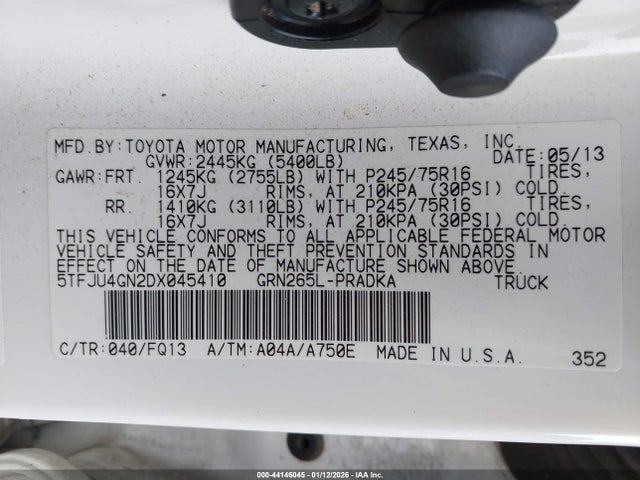 MFD.BY:TOYOTA MOTOR MANUFACTURING, TEXAS, INC.
GVWR:2445KG (5400LB) DATE:05/13
GAWR:FRT. 1245KG (2755LB) WITH P245/75R16 TIRES,
16X7J RIMS, AT 210KPA (30PSI) COLD
RR. 1410KG (3110LB) WITH P245/75R16 TIRES,
16X7J RIMS, AT 210KPA (30PSI) COLD
THIS VEHICLE CONFORMS TO ALL APPLICABLE FEDERAL MOTOR
VEHICLE SAFETY AND THEFT PREVENTION STANDARDS IN
EFFECT ON THE DATE OF MANUFACTURE SHOWN ABOVE.
5TFJU4GN2DX045410 GRN265L-PRADKA TRUCK
C/TR:040/FQ13 A/TM:A04A/A750E MADE IN U.S.A. 352
000-44146045 - 01/12/2026 - IAAI.COM